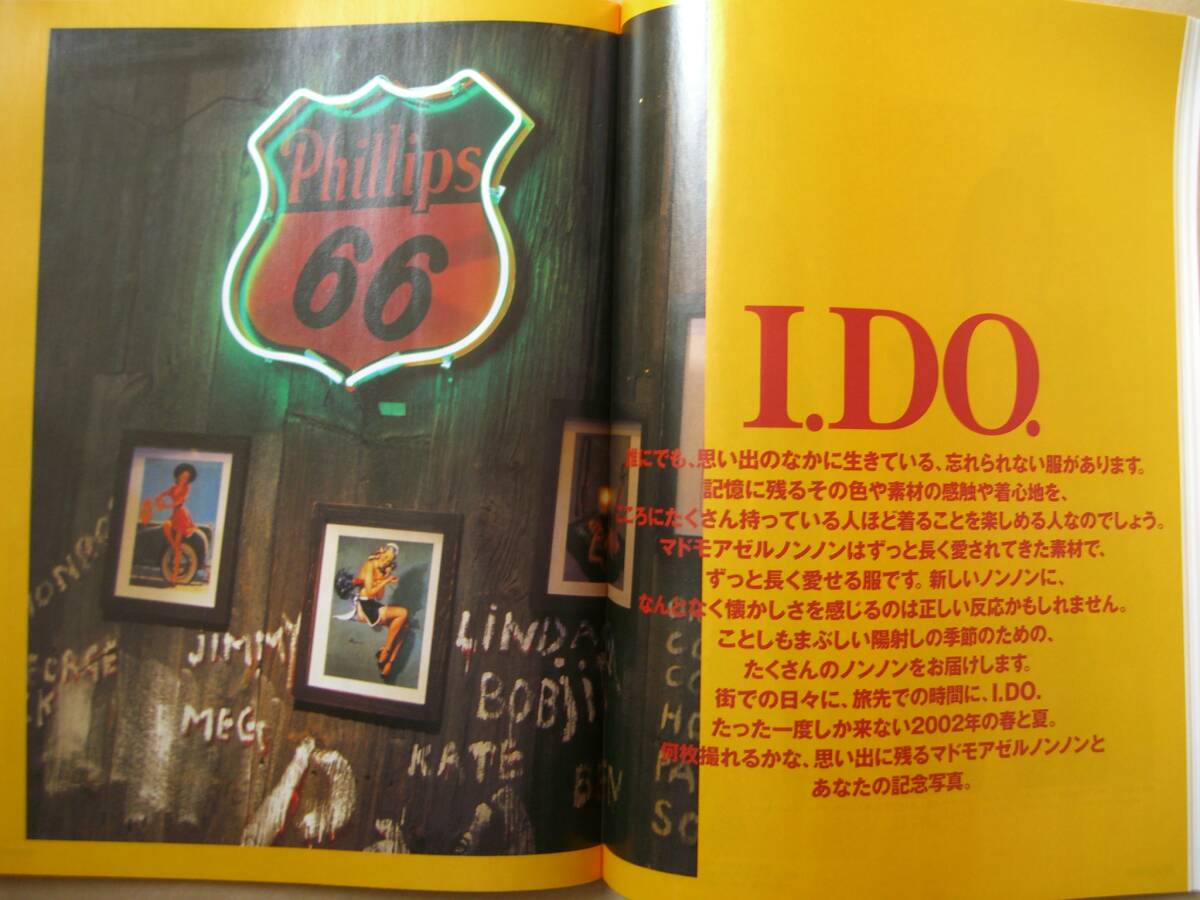 Phillips
66
JIMMY
MEG
KATE
BOB
BEN
I.DO.
誰にでも、思い出のなかに生きている、忘れられない服があります。
記憶に残るその色や素材の感触や着心地を、
こころにたくさん持っている人ほど着ることを楽しめる人なのでしょう。
マドモアゼルノンノンはずっと長く愛されてきた素材で、
ずっと長く愛せる服です。新しいノンノンに、
なんとなく懐かしさを感じるのは正しい反応かもしれません。
ことしもまぶしい陽射しの季節のための、
たくさんのノンノンをお届けします。
街での日々に、旅先での時間に、I.DO.
たった一度しか来ない2002年の春と夏。
何枚撮れるかな、思い出に残るマドモアゼルノンノンと
あなたの記念写真。